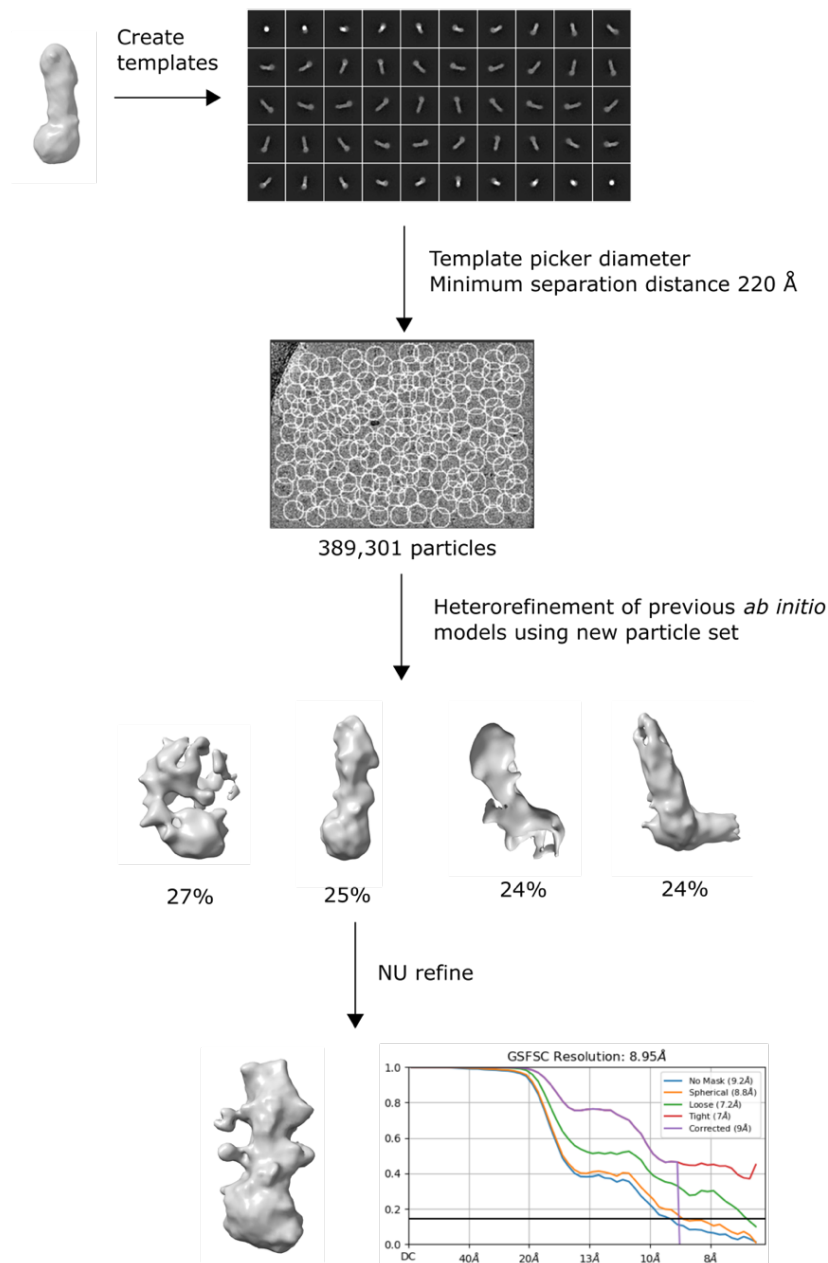 Create
templates
Template picker diameter
Minimum separation distance 220 Å
389,301 particles
Heterorefinement of previous ab initio
models using new particle set
27%
25%
24%
24%
NU refine
GSFSC Resolution: 8.95Å
1.0
0.8
0.6
0.4
0.2
0.0
No Mask (9.2Å)
Spherical (8.8Å)
Loose (7.2Å)
Tight (7Å)
Corrected (9Å)
DC
40Å
20Å
13Å
10Å
8Å